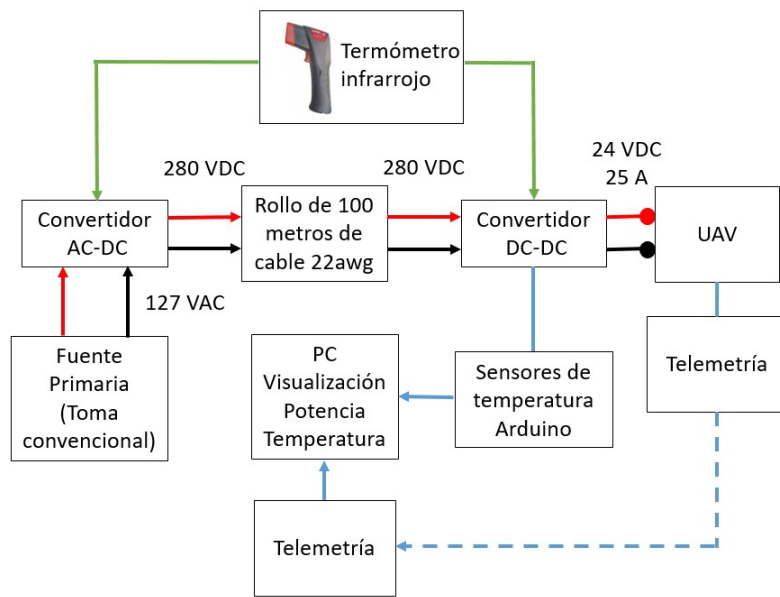 Termómetro
infrarrojo
280 VDC
280 VDC
24 VDC
25 A
Convertidor
AC-DC
Rollo de 100
metros de
cable 22awg
Convertidor
DC-DC
UAV
127 VAC
Fuente
Primaria
(Toma
convencional)
PC
Visualización
Potencia
Temperatura
Sensores de
temperatura
Arduino
Telemetría
Telemetría